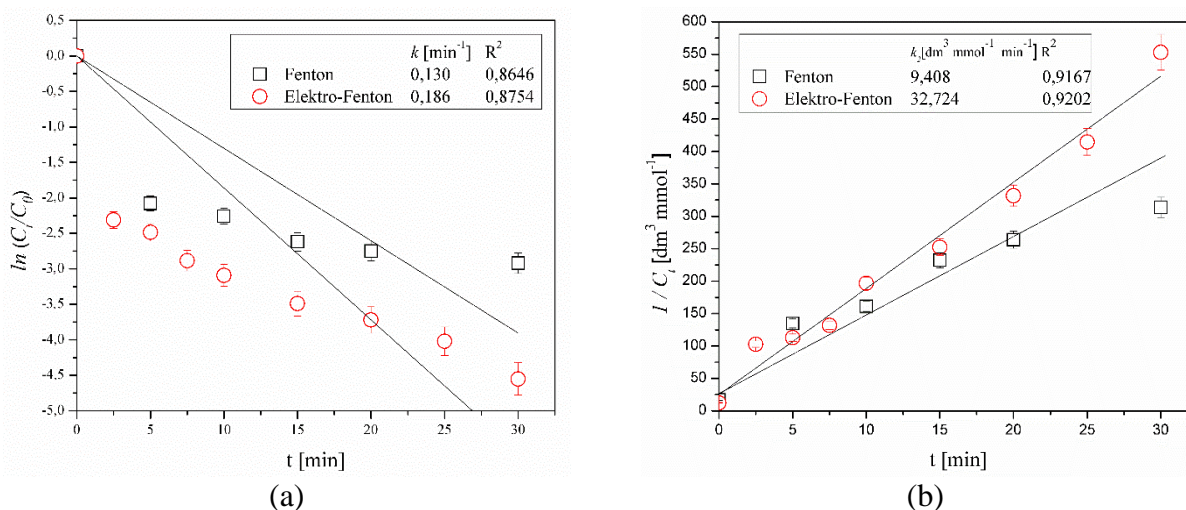 k [min⁻¹] R²
Fenton 0,130 0,8646
Elektro-Fenton 0,186 0,8754
ln (Cₜ/C₀)
0,5
0,0
-0,5
-1,0
-1,5
-2,0
-2,5
-3,0
-3,5
-4,0
-4,5
-5,0
0 5 10 15 20 25 30
t [min]
(a)
k₂[dm³ mmol⁻¹ min⁻¹] R²
Fenton 9,408 0,9167
Elektro-Fenton 32,724 0,9202
1 / Cₜ [dm³ mmol⁻¹]
600
550
500
450
400
350
300
250
200
150
100
50
0
0 5 10 15 20 25 30
t [min]
(b)